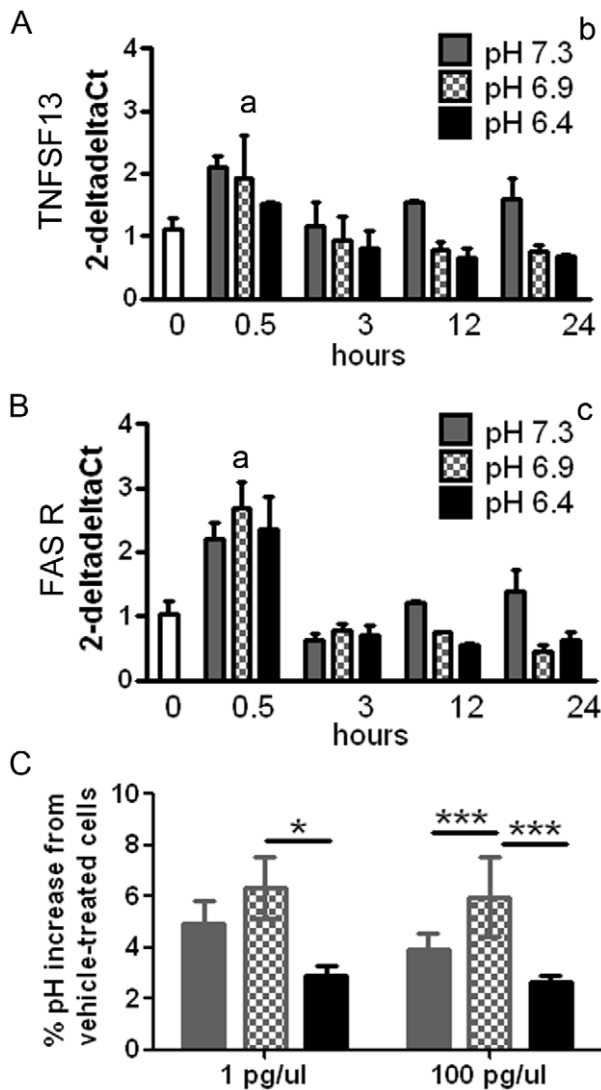 A
TNFSF13
2-deltadeltaCt
b
pH 7.3
pH 6.9
pH 6.4
4
3
2
1
0
a
0 0.5 3 12 24
hours
B
FAS R
2-deltadeltaCt
c
pH 7.3
pH 6.9
pH 6.4
4
3
2
1
0
a
0 0.5 3 12 24
hours
C
% pH increase from
vehicle-treated cells
10
8
6
4
2
0
* *** ***
1 pg/ul 100 pg/ul